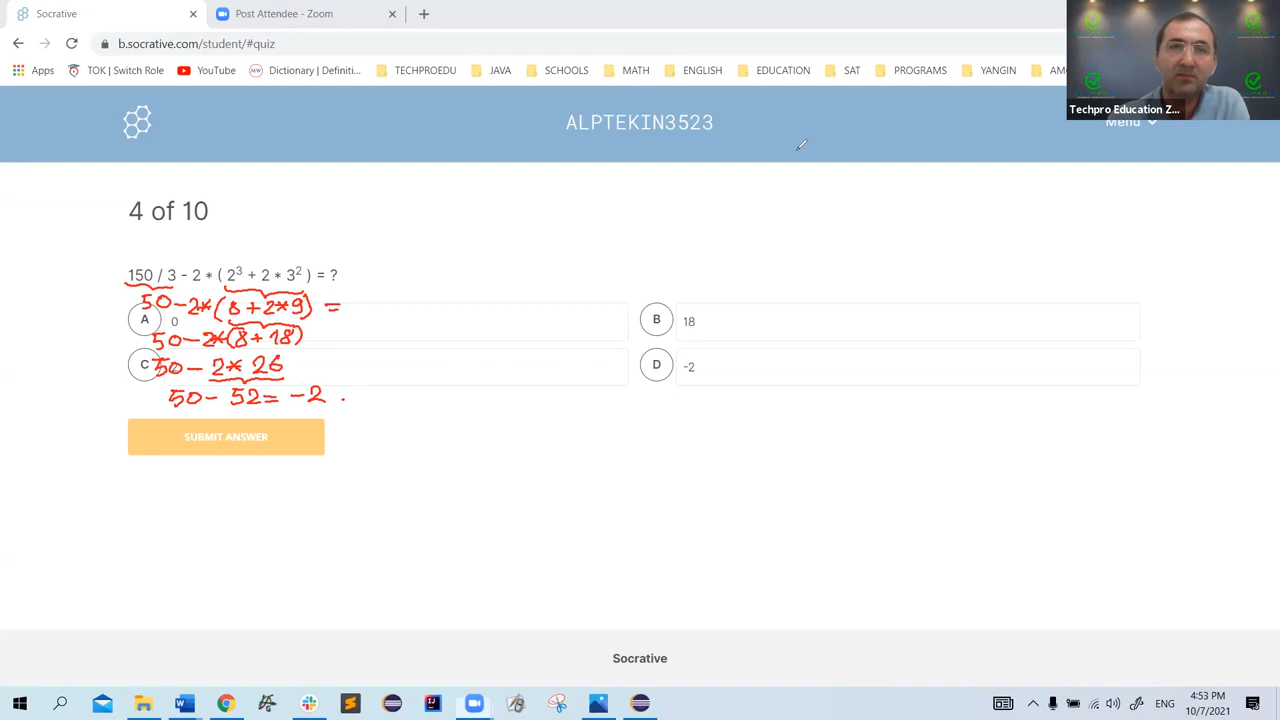 Socrative
Post Attendee - Zoom
b.socrative.com/student/#quiz
Apps
TOK | Switch Role
YouTube
Dictionary | Definiti...
TECHPROEDU
JAVA
SCHOOLS
MATH
ENGLISH
EDUCATION
SAT
PROGRAMS
YANGIN
Techpro Education Z...
ALPTEKIN3523
Menu
4 of 10
150 / 3 - 2 * ( 2³ + 2 * 3² ) = ?
50 - 2* (8 + 2*9) =
A 0
B 18
50 - 2*(8 + 18)
C
50 - 2* 26
D -2
50 - 52 = -2 .
SUBMIT ANSWER
Socrative
4:53 PM
ENG
10/7/2021